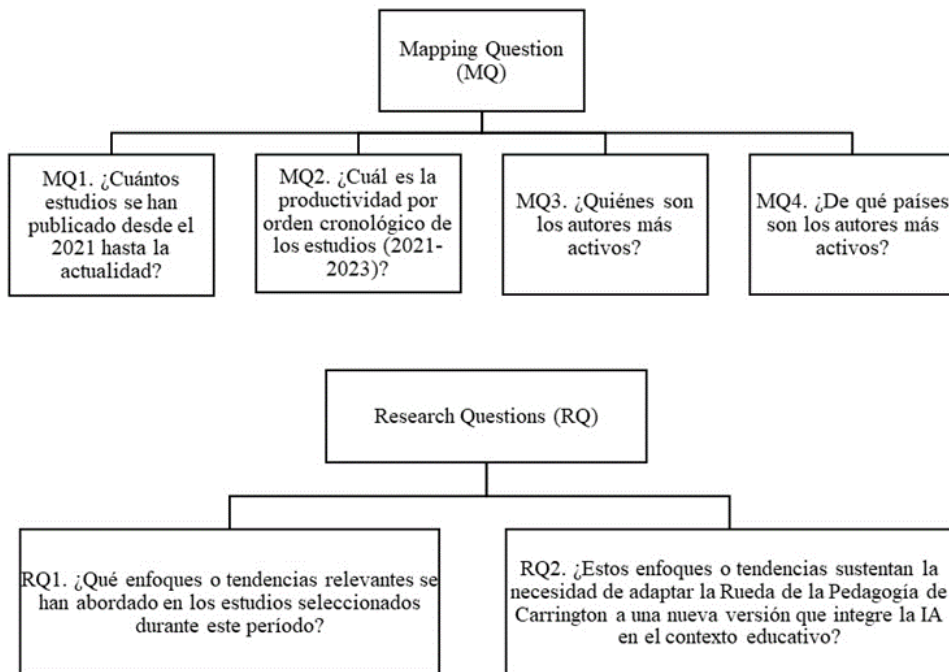 Mapping Question
(MQ)
MQ1. ¿Cuántos
estudios se han
publicado desde el
2021 hasta la
actualidad?
MQ2. ¿Cuál es la
productividad por
orden cronológico de
los estudios (2021-
2023)?
MQ3. ¿Quiénes son
los autores más
activos?
MQ4. ¿De qué países
son los autores más
activos?
Research Questions (RQ)
RQ1. ¿Qué enfoques o tendencias relevantes se
han abordado en los estudios seleccionados
durante este período?
RQ2. ¿Estos enfoques o tendencias sustentan la
necesidad de adaptar la Rueda de la Pedagogía de
Carrington a una nueva versión que integre la IA
en el contexto educativo?